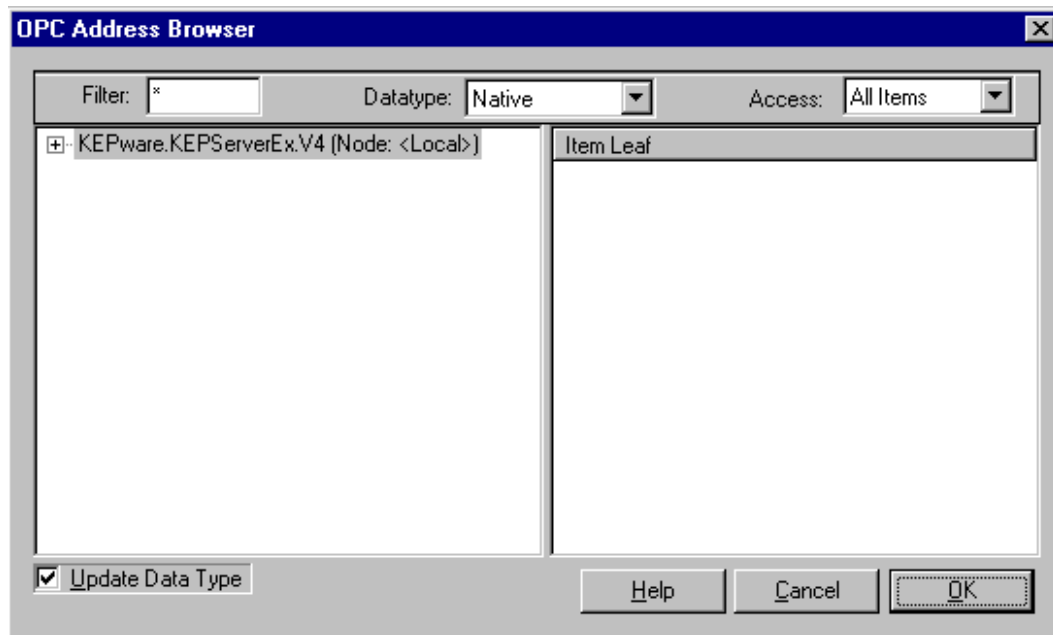 OPC Address Browser
Filter: * Datatype: Native Access: All Items
KEPware.KEPServerEx.V4 (Node: <Local>)
Item Leaf
Update Data Type
Help Cancel OK